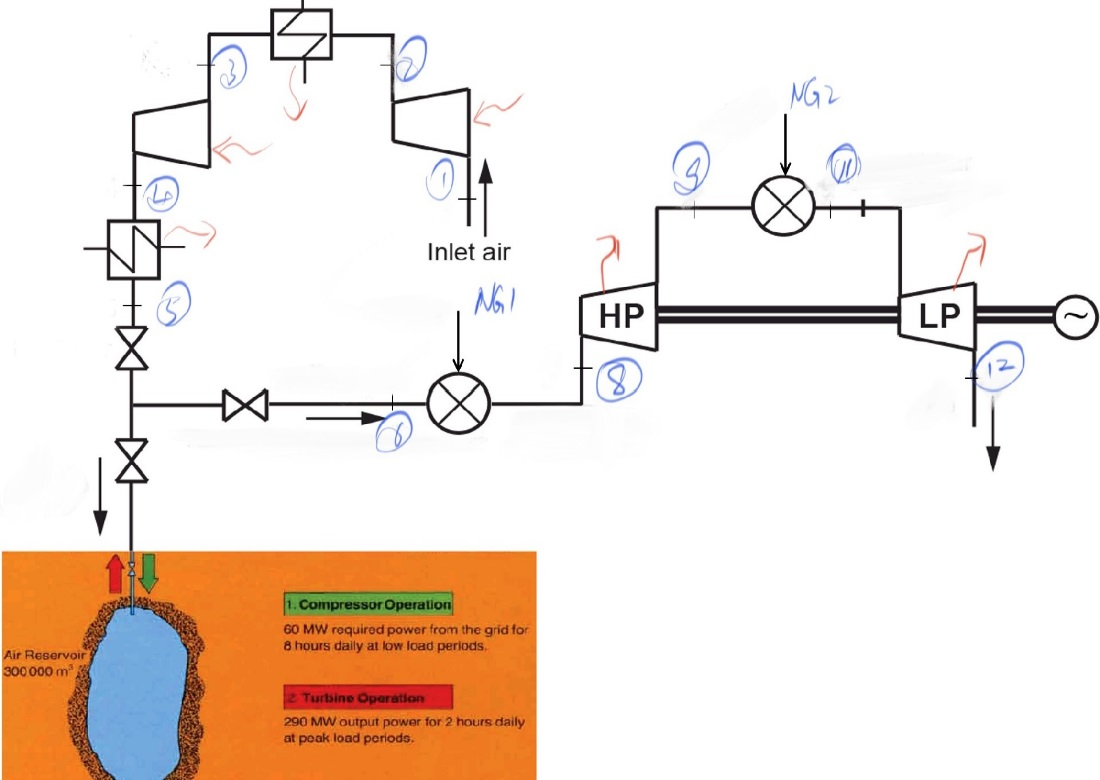 3
2
NG2
4
1
9
11
Inlet air
5
NG1
HP
LP
~
8
12
6
1. Compressor Operation
60 MW required power from the grid for
8 hours daily at low load periods.
Air Reservoir
300 000 m³
2. Turbine Operation
290 MW output power for 2 hours daily
at peak load periods.